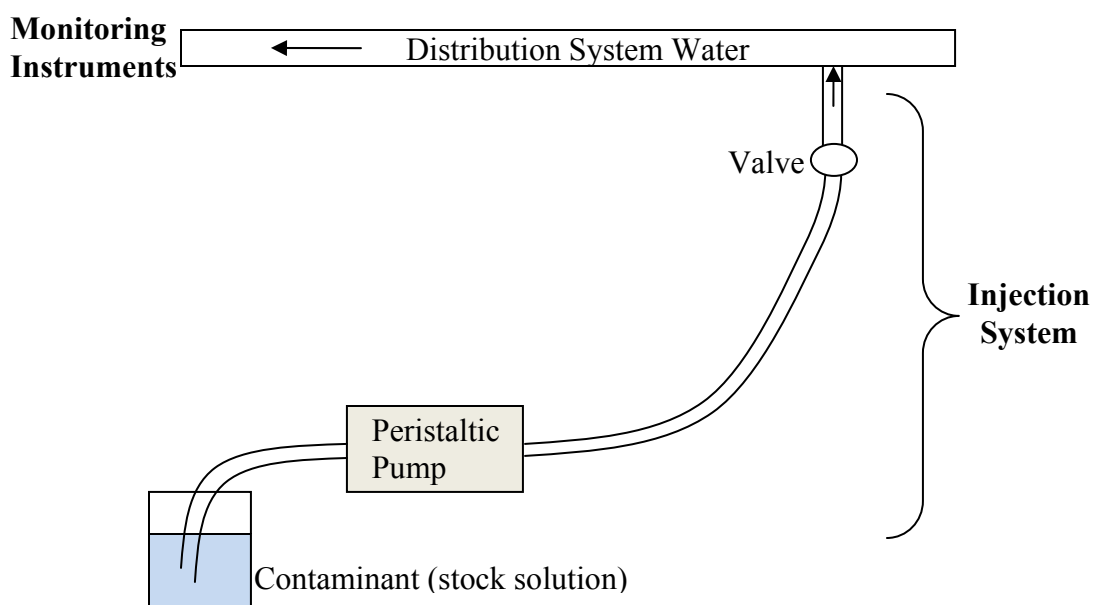 Monitoring
Instruments
Distribution System Water
Valve
Injection
System
Peristaltic
Pump
Contaminant (stock solution)